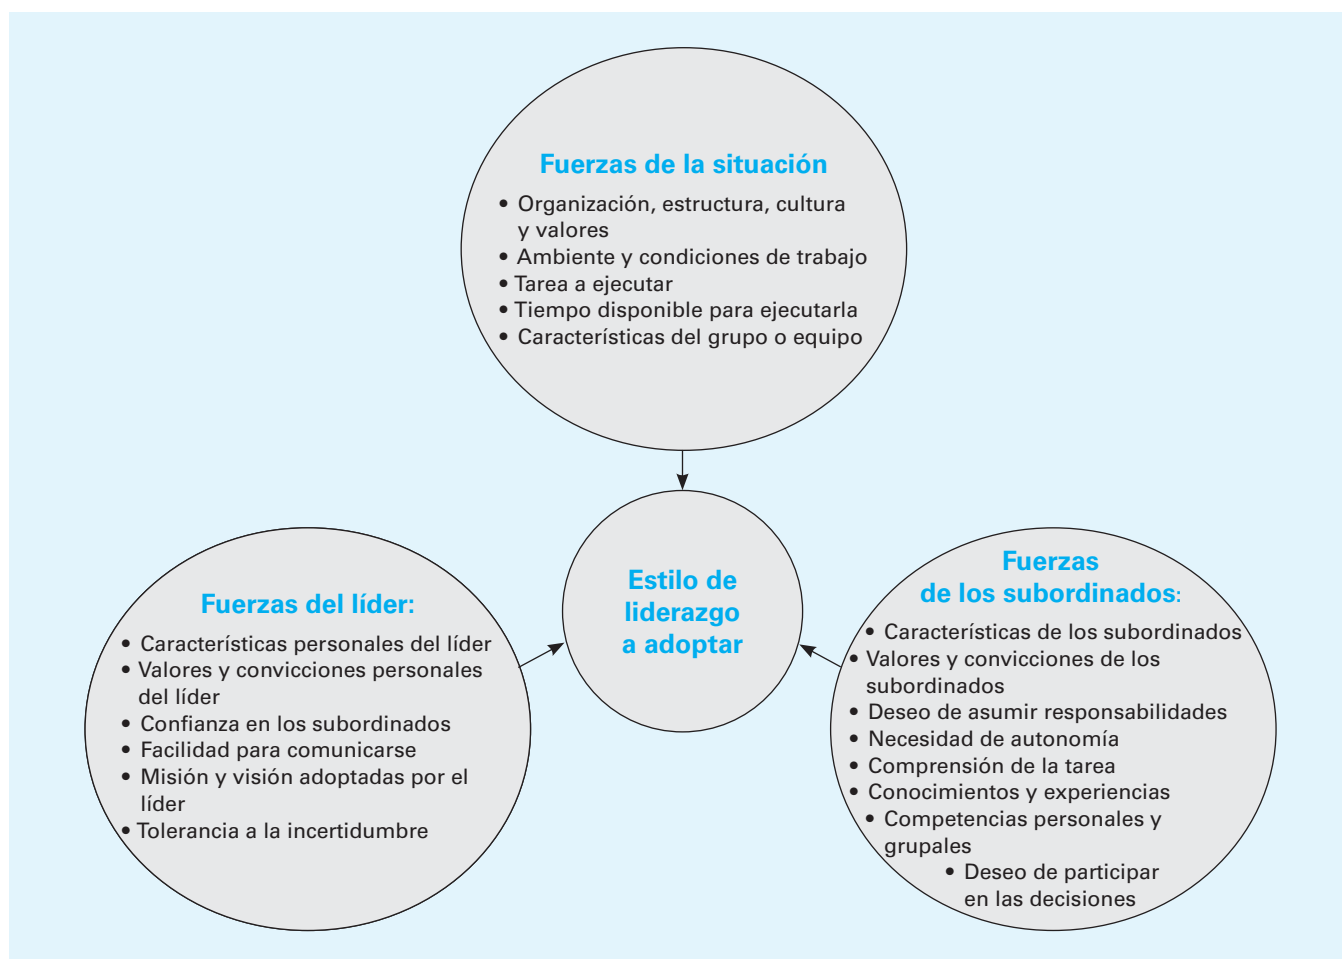 Fuerzas de la situación
• Organización, estructura, cultura
y valores
• Ambiente y condiciones de trabajo
• Tarea a ejecutar
• Tiempo disponible para ejecutarla
• Características del grupo o equipo
Estilo de
liderazgo
a adoptar
Fuerzas del líder:
• Características personales del líder
• Valores y convicciones personales
del líder
• Confianza en los subordinados
• Facilidad para comunicarse
• Misión y visión adoptadas por el
líder
• Tolerancia a la incertidumbre
Fuerzas
de los subordinados:
• Características de los subordinados
• Valores y convicciones de los
subordinados
• Deseo de asumir responsabilidades
• Necesidad de autonomía
• Comprensión de la tarea
• Conocimientos y experiencias
• Competencias personales y
grupales
• Deseo de participar
en las decisiones